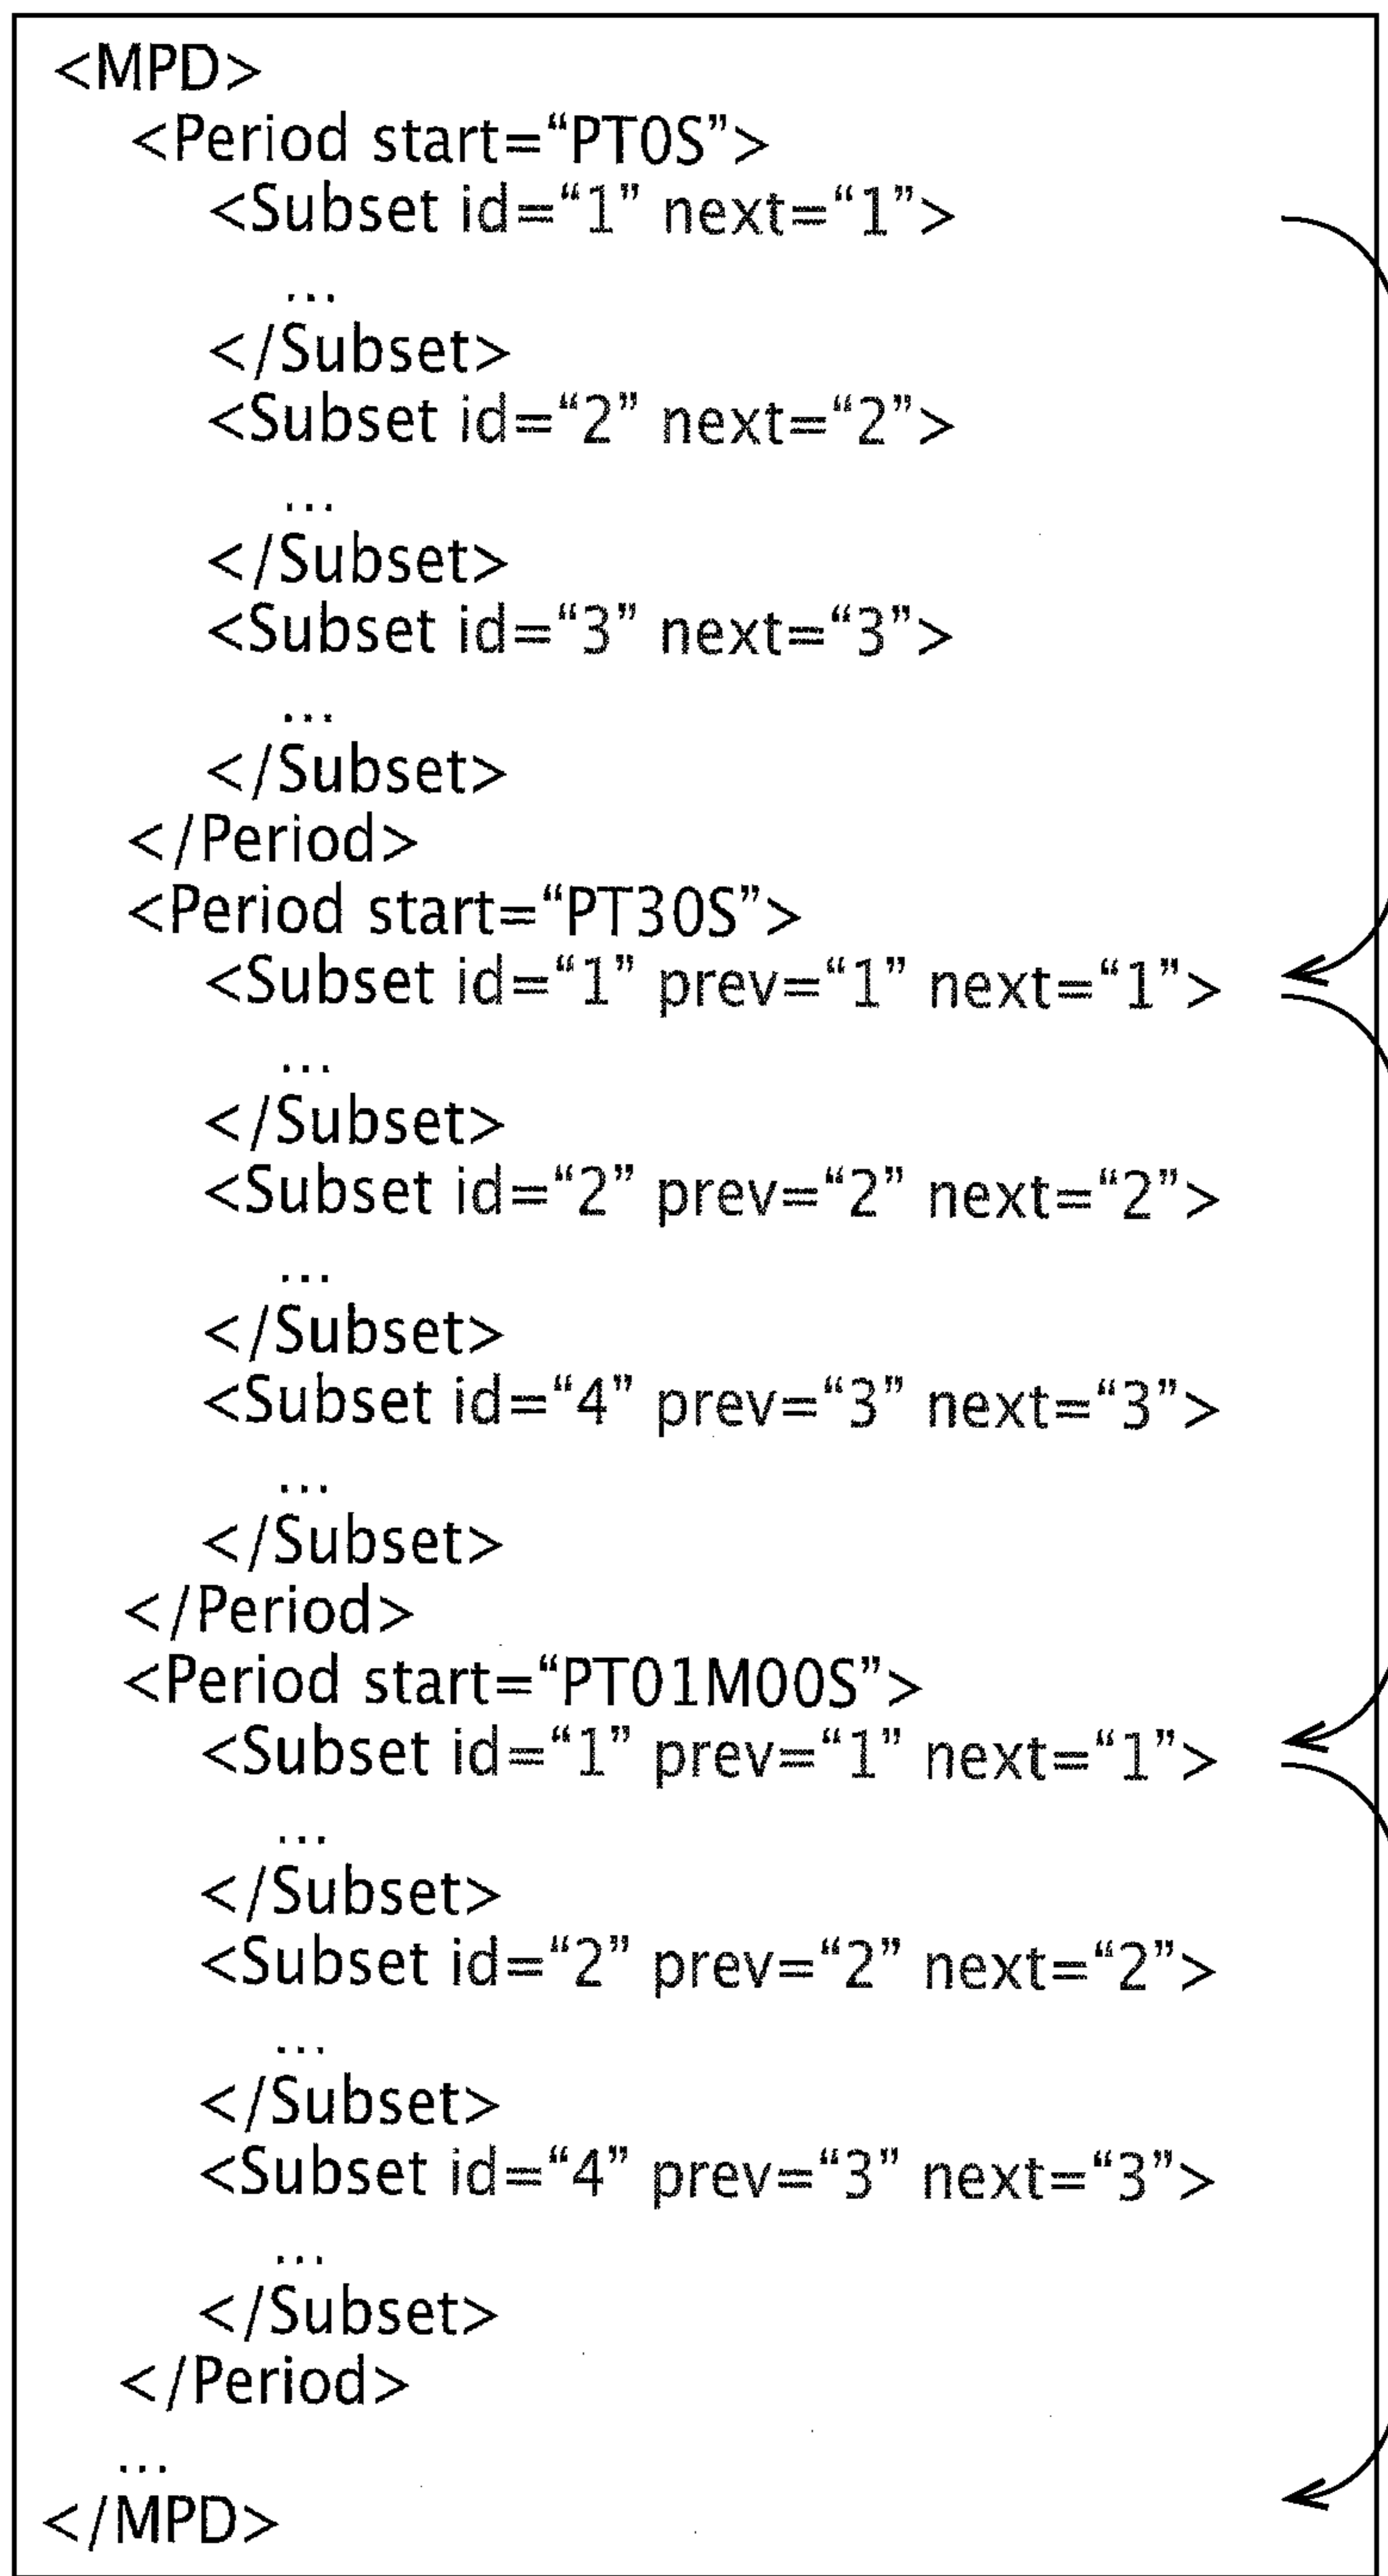 <MPD>
<Period start=“PT0S”>
<Subset id=“1” next=“1”>
...
</Subset>
<Subset id=“2” next=“2”>
...
</Subset>
<Subset id=“3” next=“3”>
...
</Subset>
</Period>
<Period start=“PT30S”>
<Subset id=“1” prev=“1” next=“1”>
...
</Subset>
<Subset id=“2” prev=“2” next=“2”>
...
</Subset>
<Subset id=“4” prev=“3” next=“3”>
...
</Subset>
</Period>
<Period start=“PT01M00S”>
<Subset id=“1” prev=“1” next=“1”>
...
</Subset>
<Subset id=“2” prev=“2” next=“2”>
...
</Subset>
<Subset id=“4” prev=“3” next=“3”>
...
</Subset>
</Period>
...
</MPD>